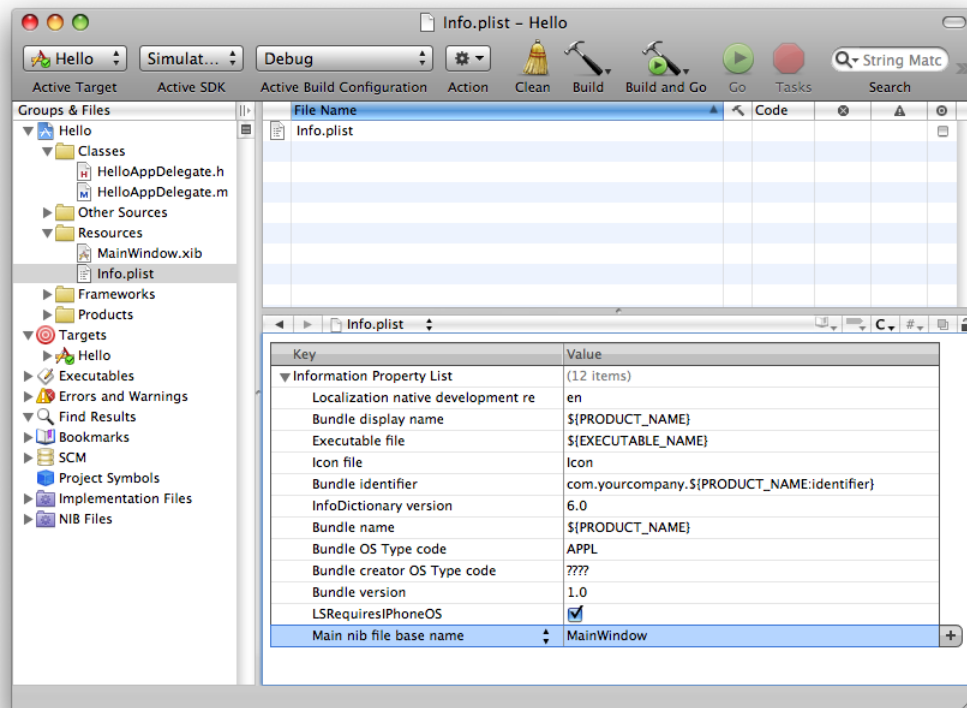 Info.plist – Hello
Hello Simulat... Debug String Matc
Active Target Active SDK Active Build Configuration Action Clean Build Build and Go Go Tasks Search
Groups & Files
Hello
Classes
HelloAppDelegate.h
HelloAppDelegate.m
Other Sources
Resources
MainWindow.xib
Info.plist
Frameworks
Products
Targets
Hello
Executables
Errors and Warnings
Find Results
Bookmarks
SCM
Project Symbols
Implementation Files
NIB Files
File Name Code
Info.plist
Info.plist C #
Key Value
Information Property List (12 items)
Localization native development re en
Bundle display name ${PRODUCT_NAME}
Executable file ${EXECUTABLE_NAME}
Icon file Icon
Bundle identifier com.yourcompany.${PRODUCT_NAME:identifier}
InfoDictionary version 6.0
Bundle name ${PRODUCT_NAME}
Bundle OS Type code APPL
Bundle creator OS Type code ????
Bundle version 1.0
LSRequiresIPhoneOS
Main nib file base name MainWindow